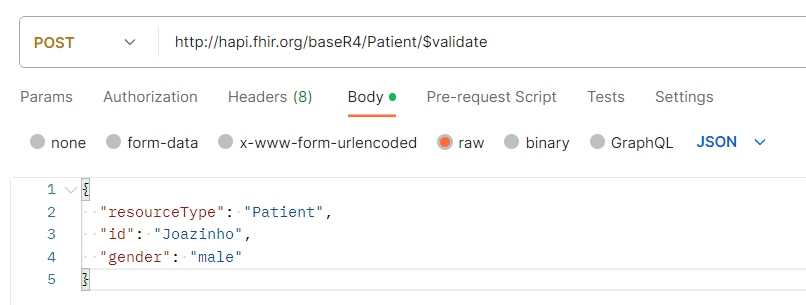 POST http://hapi.fhir.org/baseR4/Patient/$validate
Params Authorization Headers (8) Body Pre-request Script Tests Settings
none form-data x-www-form-urlencoded raw binary GraphQL JSON
1 {
2 "resourceType": "Patient",
3 "id": "Joazinho",
4 "gender": "male"
5 }